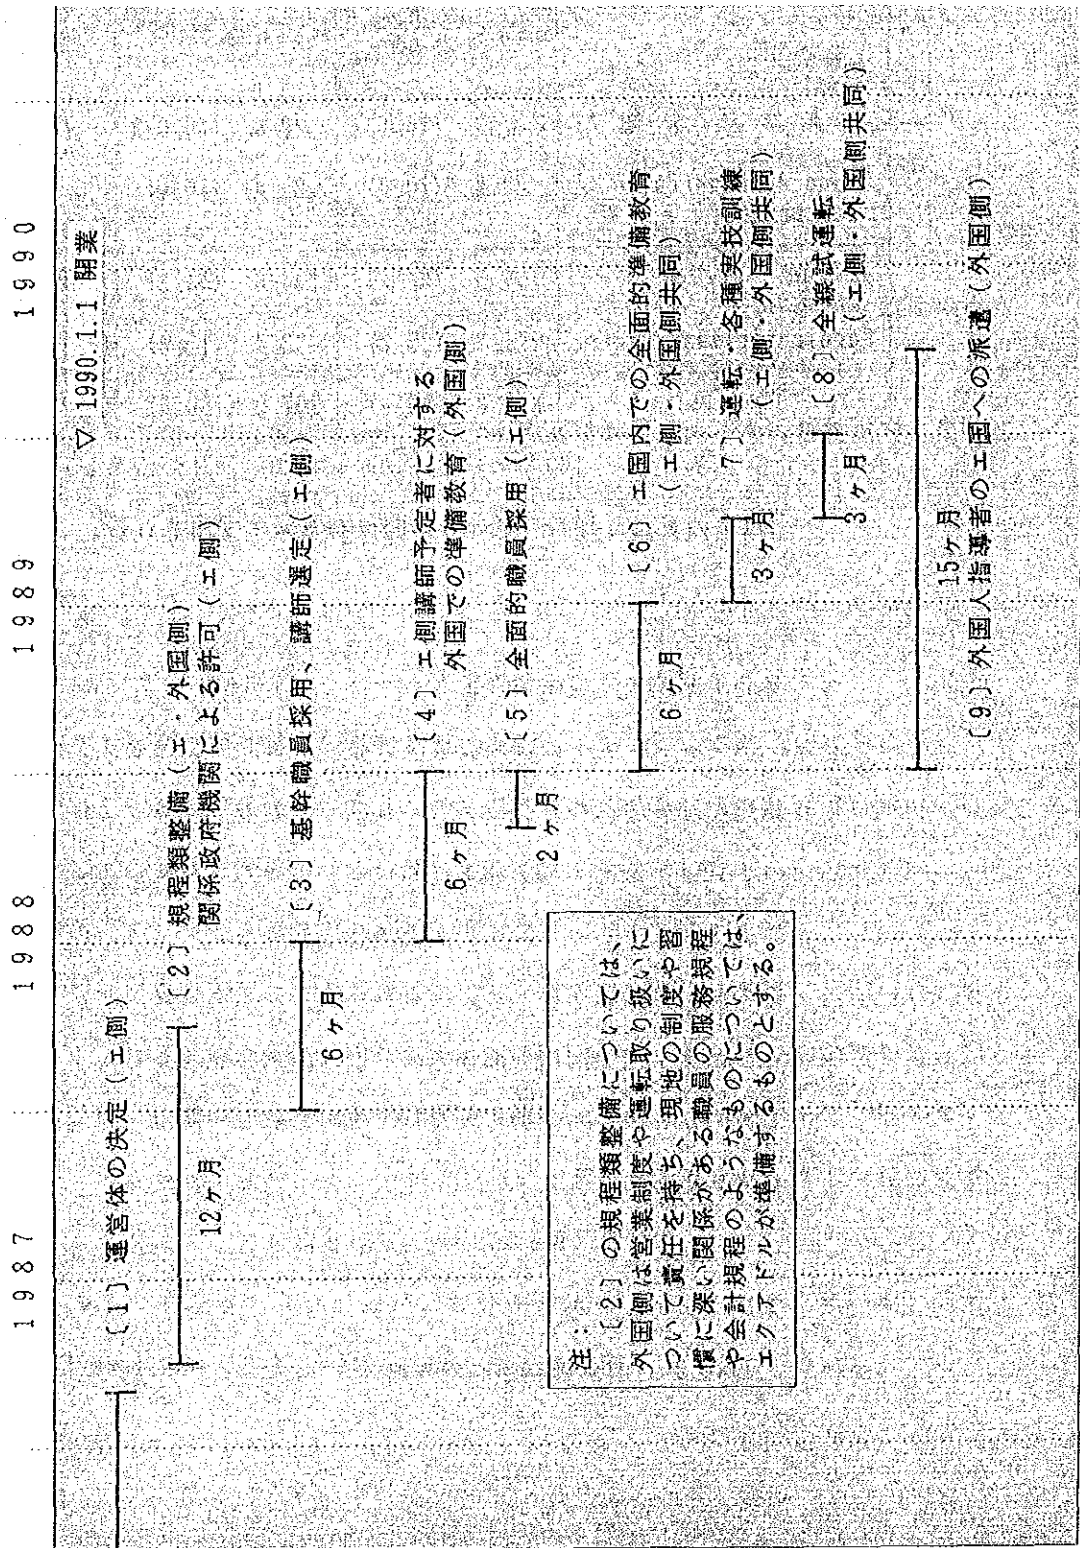 1987
1988
1989
1990
▽1990.1.1 開業
〔1〕運営体の決定(エ側)
〔2〕規程類整備(エ・外国側)
関係政府機関による許可(エ側)
12ヶ月
〔3〕基幹職員採用、講師選定(エ側)
6ヶ月
〔4〕エ側講師予定者に対する
外国での準備教育(外国側)
6ヶ月
〔5〕全面的職員採用(エ側)
2ヶ月
〔6〕エ国内での全面的準備教育
(エ側・外国側共同)
6ヶ月
〔7〕運転・各種実技訓練
(エ側・外国側共同)
3ヶ月
〔8〕全線試運転
(エ側・外国側共同)
3ヶ月
15ヶ月
〔9〕外国人指導者のエ国への派遣(外国側)
注:
〔2〕の規程類整備については、
外国側は営業制度や運転取り扱いに
ついて責任を持ち、現地の制度や習
慣に深い関係がある職員の服務規程
や会計規程のようなものについては、
エクアドルが準備するものとする。